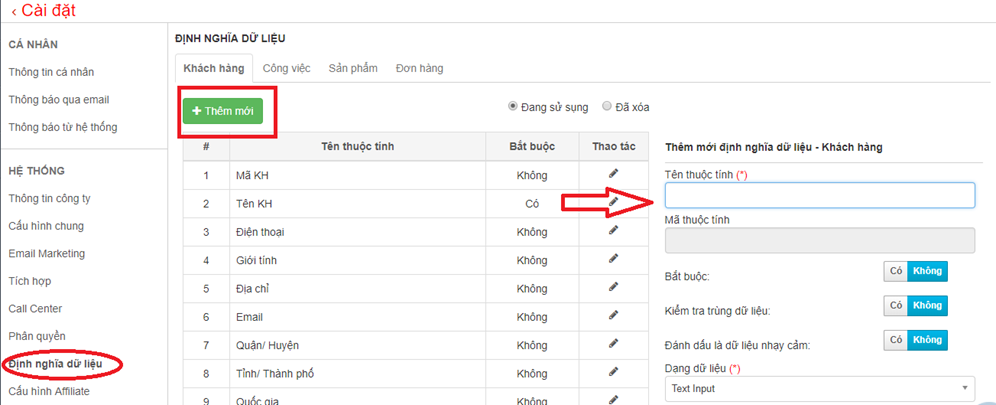 ‹ Cài đặt
CÁ NHÂN
Thông tin cá nhân
Thông báo qua email
Thông báo từ hệ thống
HỆ THỐNG
Thông tin công ty
Cấu hình chung
Email Marketing
Tích hợp
Call Center
Phân quyền
Định nghĩa dữ liệu
Cấu hình Affiliate
ĐỊNH NGHĨA DỮ LIỆU
Khách hàng Công việc Sản phẩm Đơn hàng
+ Thêm mới
Đang sử sụng Đã xóa
# Tên thuộc tính Bắt buộc Thao tác
1 Mã KH Không
2 Tên KH Có
3 Điện thoại Không
4 Giới tính Không
5 Địa chỉ Không
6 Email Không
7 Quận/ Huyện Không
8 Tỉnh/ Thành phố Không
9 Quốc gia Không
Thêm mới định nghĩa dữ liệu - Khách hàng
Tên thuộc tính (*)
Mã thuộc tính
Bắt buộc: Có Không
Kiểm tra trùng dữ liệu: Có Không
Đánh dấu là dữ liệu nhạy cảm: Có Không
Dạng dữ liệu (*)
Text Input